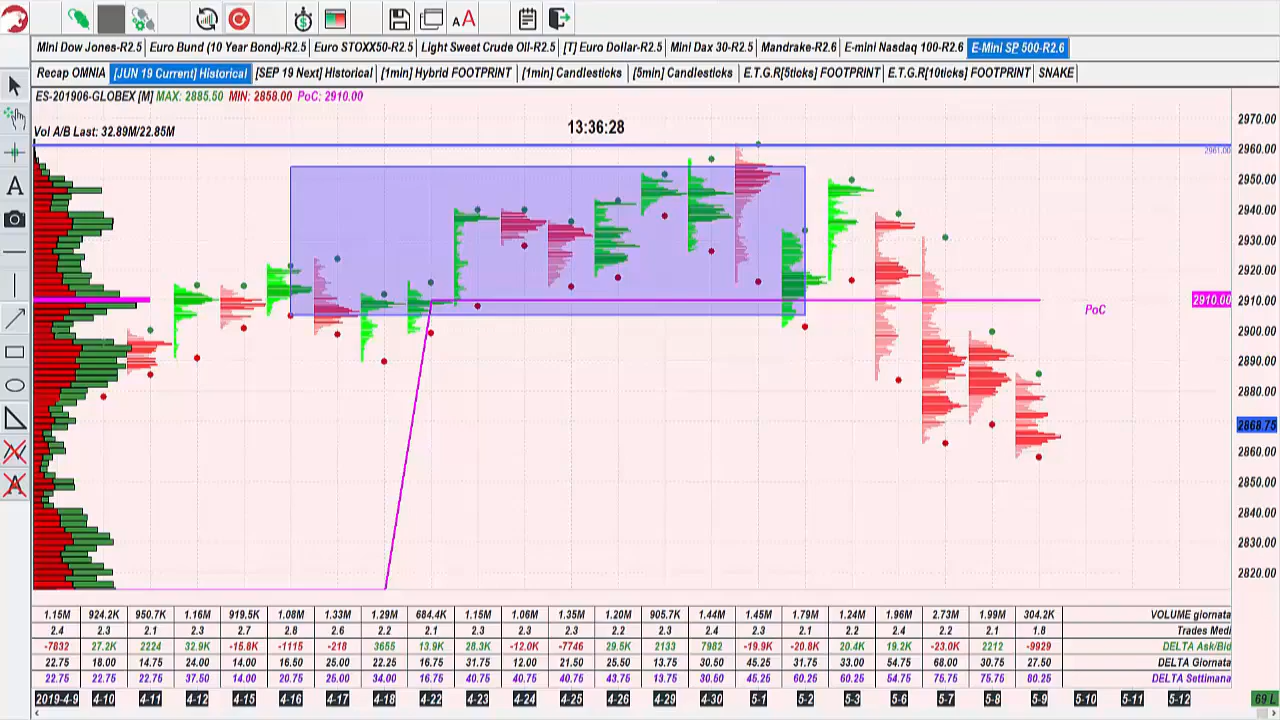 AA
Mini Dow Jones-R2.5 Euro Bund (10 Year Bond)-R2.5 Euro STOXX50-R2.5 Light Sweet Crude Oil-R2.5 [T] Euro Dollar-R2.5 Mini Dax 30-R2.5 Mandrake-R2.6 E-mini Nasdaq 100-R2.6 E-Mini SP 500-R2.6
Recap OMNIA [JUN 19 Current] Historical [SEP 19 Next] Historical [1min] Hybrid FOOTPRINT [1min] Candlesticks [5min] Candlesticks E.T.G.R[5ticks] FOOTPRINT E.T.G.R[10ticks] FOOTPRINT SNAKE
ES-201906-GLOBEX [M] MAX: 2885.50 MIN: 2858.00 PoC: 2910.00
Vol A/B Last: 32.89M/22.85M
13:36:28
2970.00
2960.00
2961.00
2950.00
2940.00
2930.00
2920.00
2910.00
2910.00
PoC
2900.00
2890.00
2880.00
2868.75
2860.00
2850.00
2840.00
2830.00
2820.00
1.15M 924.2K 950.7K 1.16M 919.5K 1.08M 1.33M 1.29M 684.4K 1.15M 1.06M 1.35M 1.20M 905.7K 1.44M 1.45M 1.79M 1.24M 1.96M 2.73M 1.99M 304.2K VOLUME giornata
2.4 2.3 2.1 2.3 2.7 2.8 2.6 2.2 2.1 2.3 2.3 2.2 2.2 2.3 2.4 2.3 2.1 2.2 2.4 2.2 2.1 1.8 Trades Medi
-7832 27.2K 2224 32.9K -15.8K -1115 -218 3655 13.9K 28.3K -12.0K -7746 29.5K 2133 7982 -19.9K -20.8K 20.4K 19.2K -23.0K 2212 -9929 DELTA Ask/Bid
22.75 18.00 14.75 24.00 14.00 16.50 25.00 22.25 16.75 31.75 12.00 21.50 25.50 13.75 30.50 45.25 31.75 33.00 54.75 68.00 30.75 27.50 DELTA Giornata
22.75 22.75 22.75 37.50 14.00 20.75 25.00 34.00 16.75 40.75 40.75 40.75 43.75 13.75 30.50 45.25 60.25 60.25 54.75 75.75 75.75 80.25 DELTA Settimana
2019-4-9 4-10 4-11 4-12 4-15 4-16 4-17 4-18 4-22 4-23 4-24 4-25 4-26 4-29 4-30 5-1 5-2 5-3 5-6 5-7 5-8 5-9 5-10 5-11 5-12 69 L